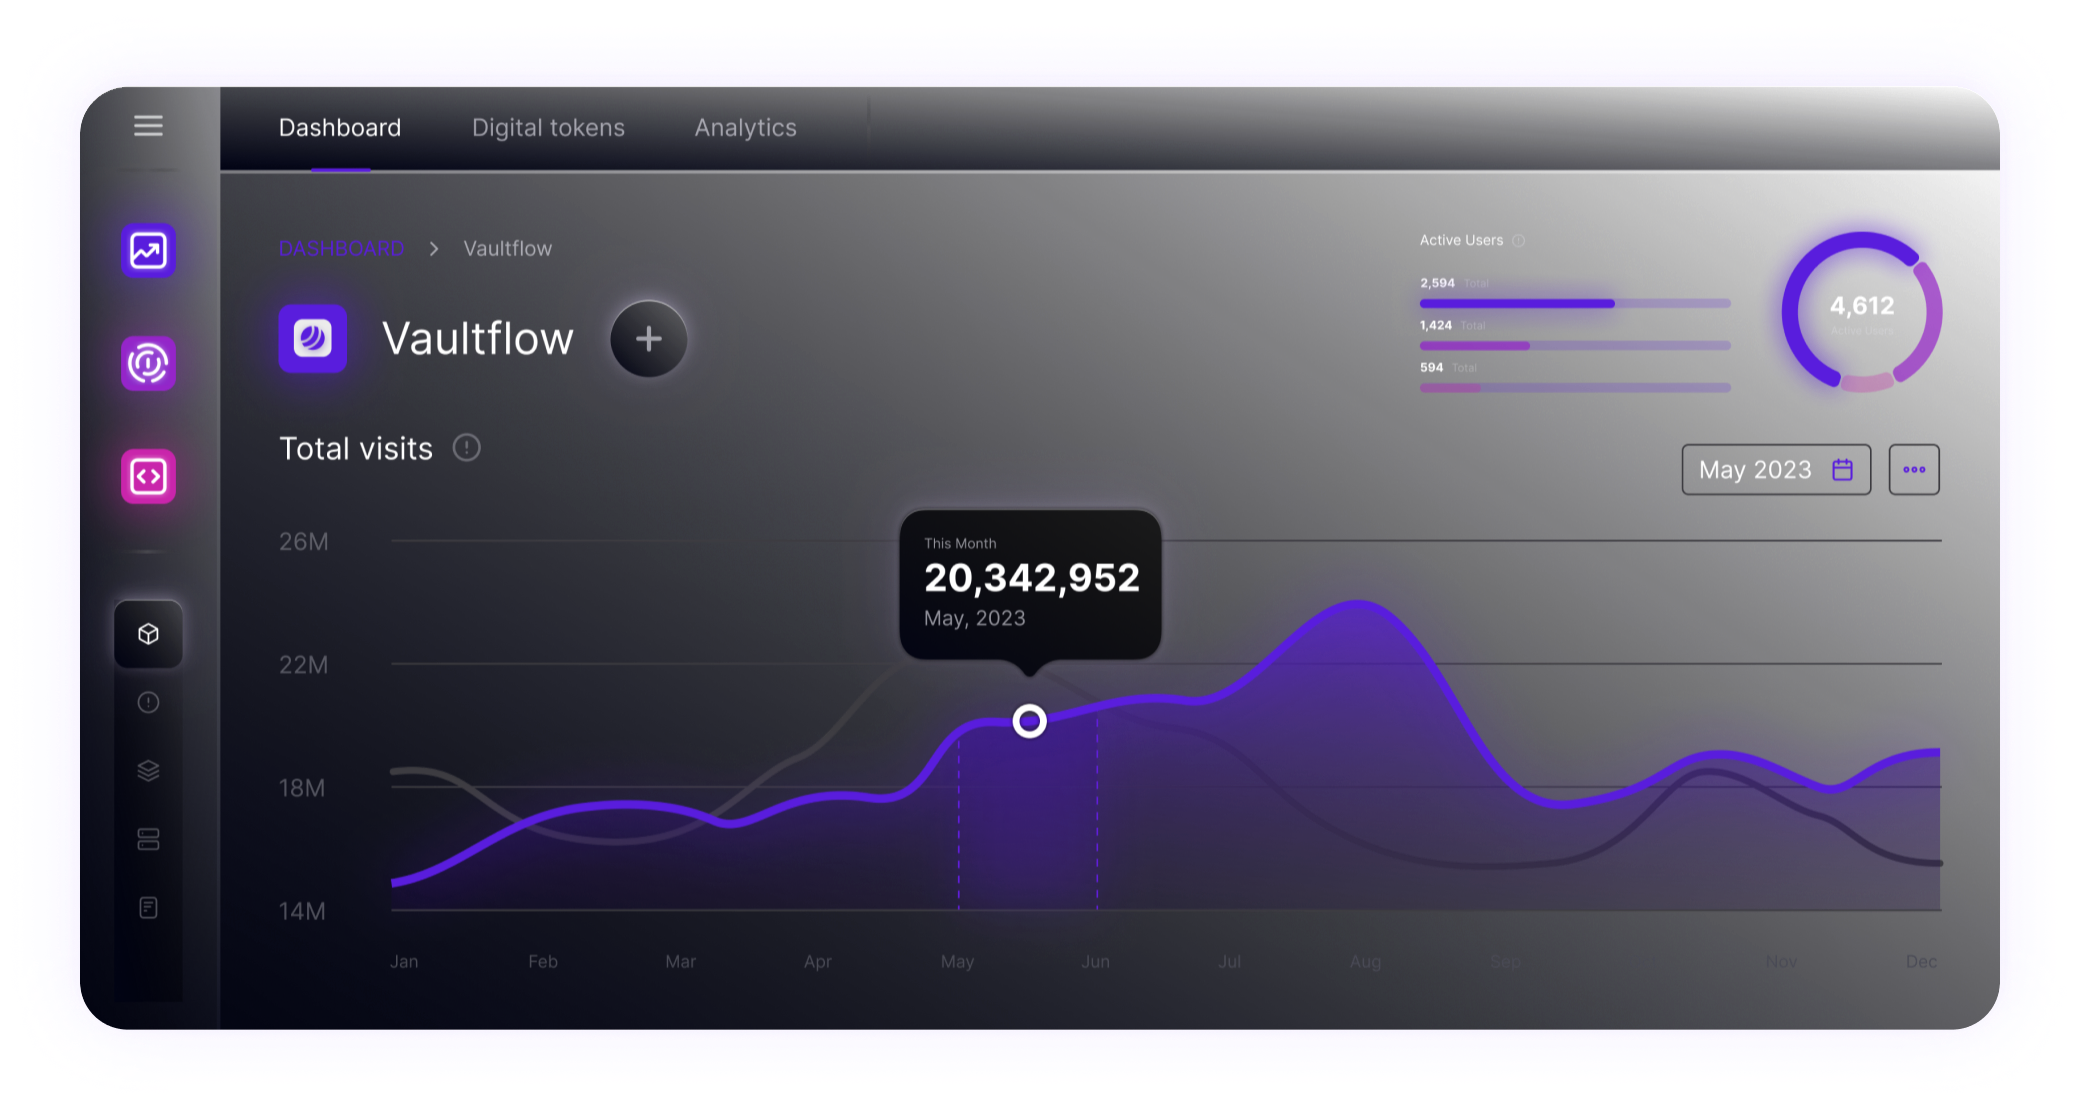 Dashboard Digital tokens Analytics
DASHBOARD > Vaultflow
Vaultflow
Active Users
2,594 Total
1,424 Total
594 Total
4,612
Active Users
Total visits
May 2023
26M
22M
18M
14M
This Month
20,342,952
May, 2023
Jan Feb Mar Apr May Jun Jul Aug Sep Nov Dec